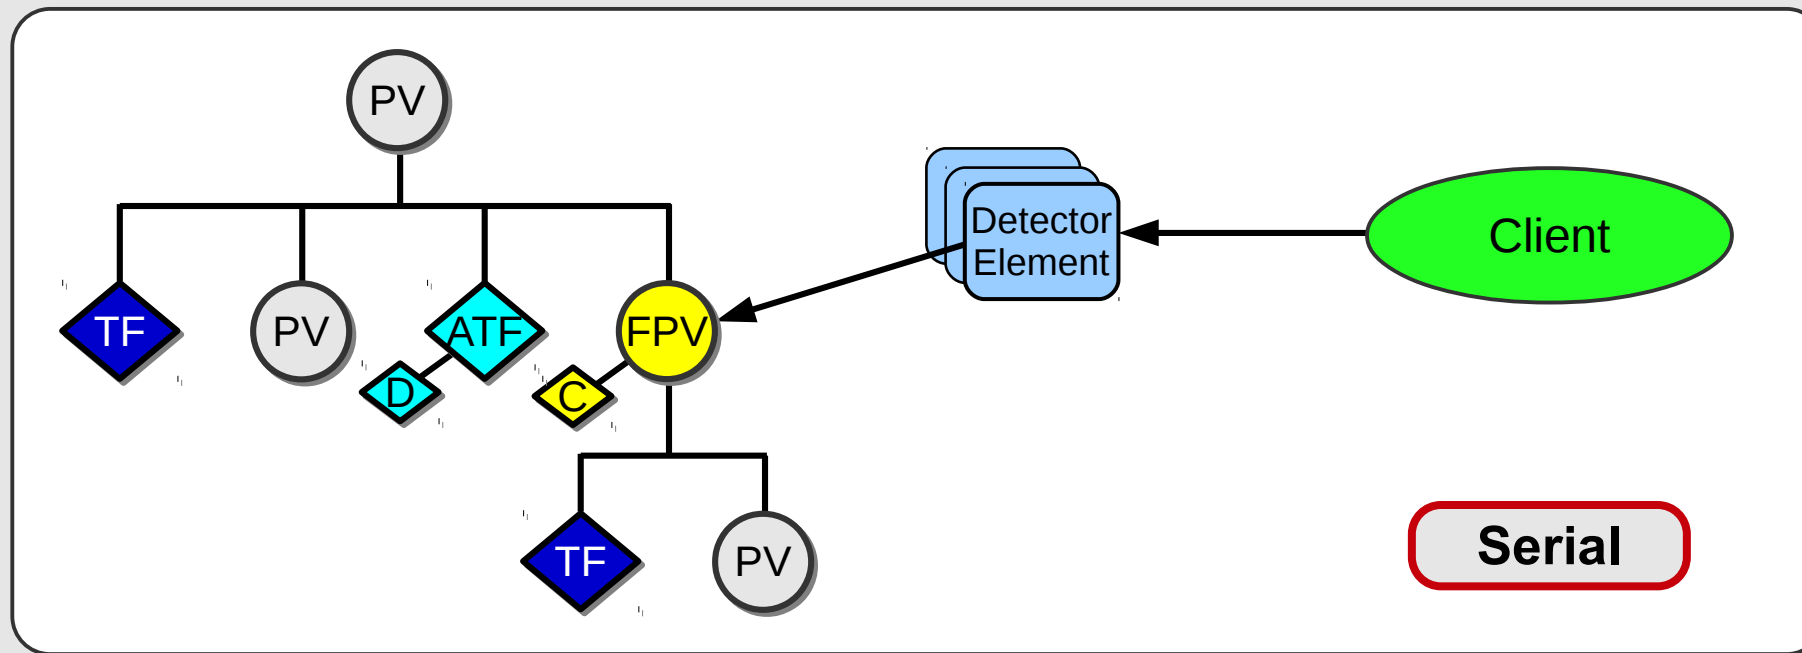 PV
Detector
Element
Client
TF
PV
ATF
FPV
D
C
TF
PV
Serial